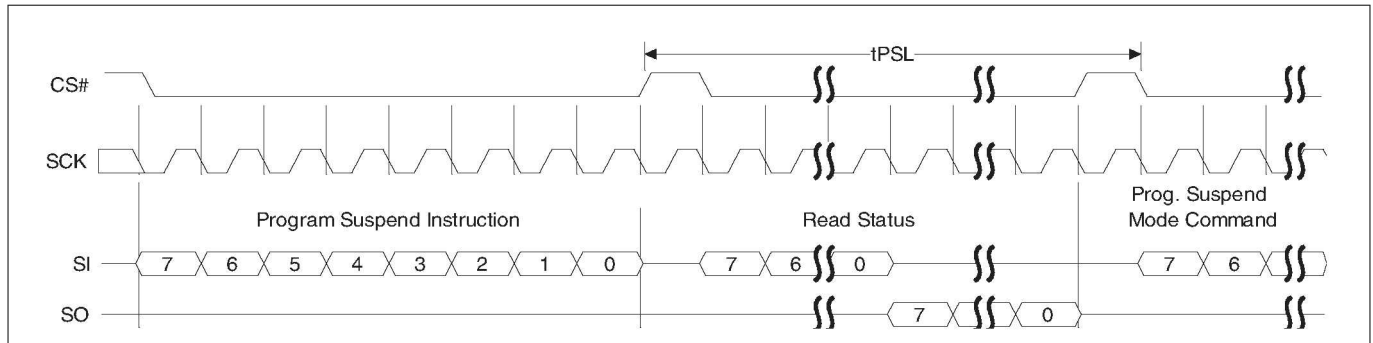 tPSL
CS#
SCK
Program Suspend Instruction
Read Status
Prog. Suspend
Mode Command
SI
7 6 5 4 3 2 1 0
7 6 0
7 6
SO
7 0